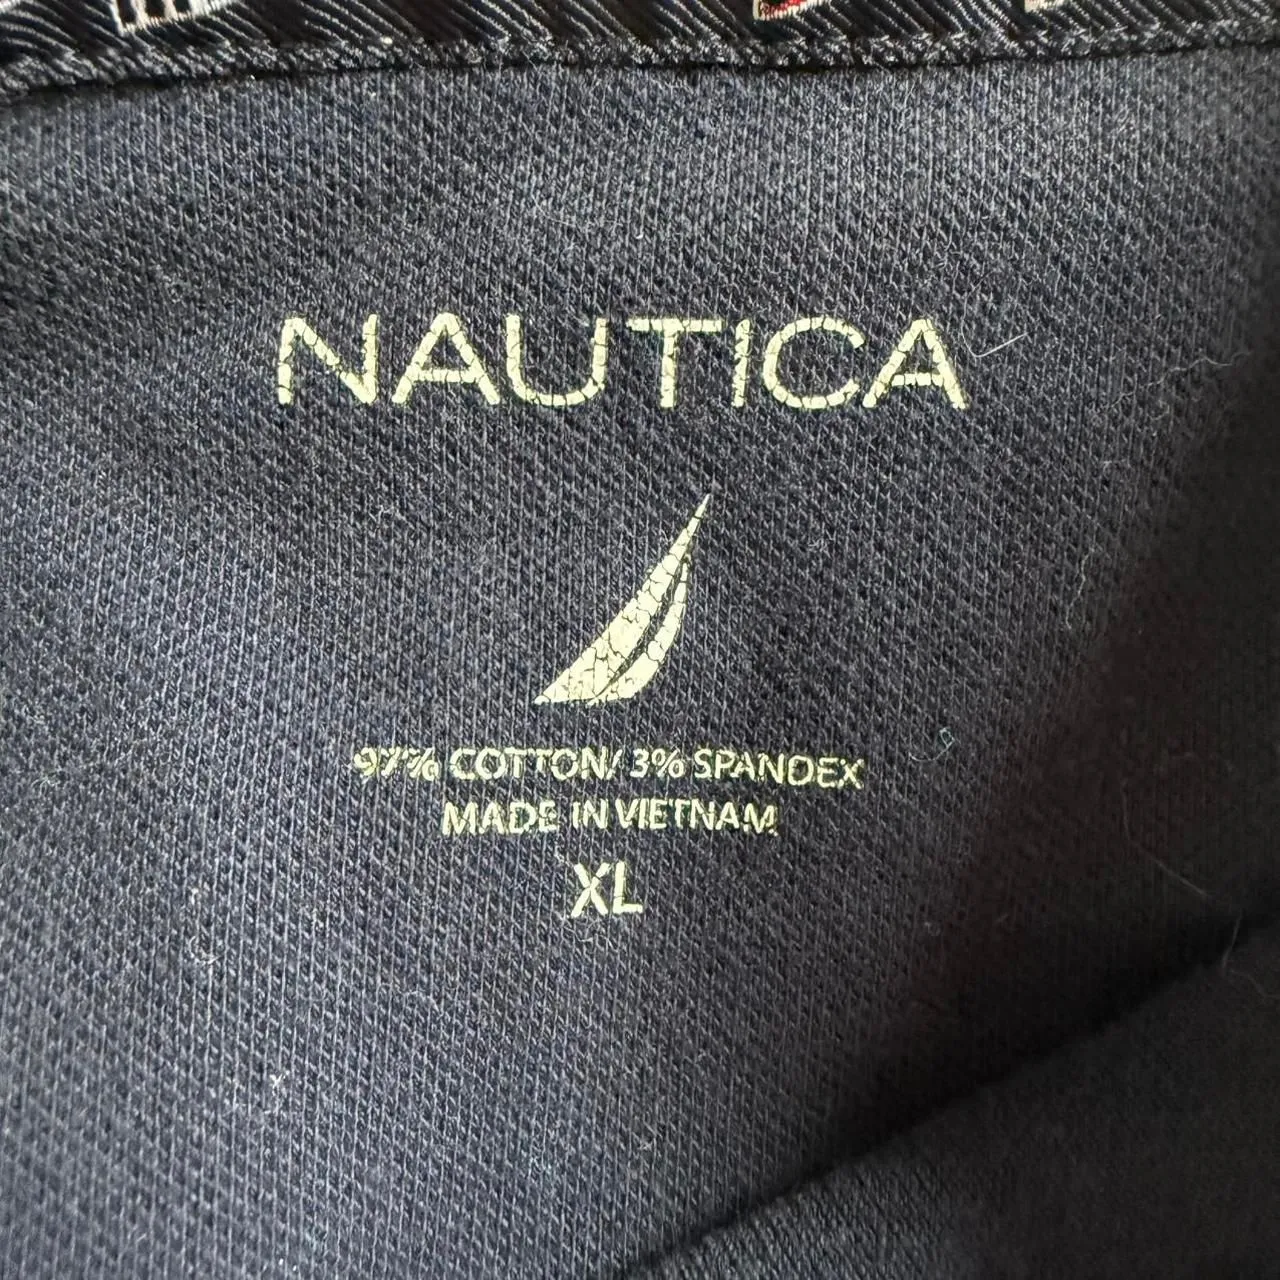 NAUTICA
97% COTTON/ 3% SPANDEX
MADE IN VIETNAM
XL